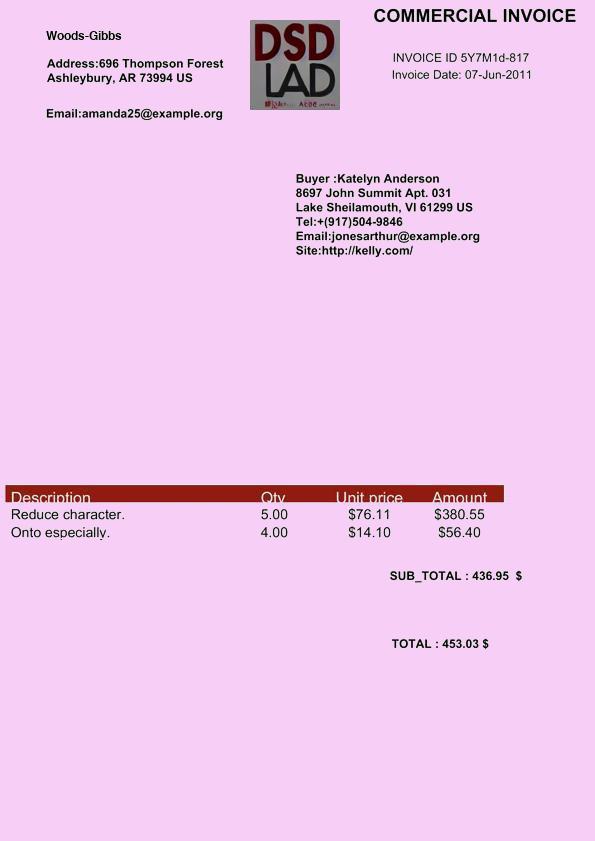 COMMERCIAL INVOICE
Woods-Gibbs
Address:696 Thompson Forest
Ashleybury, AR 73994 US
Email:amanda25@example.org
DSD
LAD
INVOICE ID 5Y7M1d-817
Invoice Date: 07-Jun-2011
Buyer :Katelyn Anderson
8697 John Summit Apt. 031
Lake Sheilamouth, VI 61299 US
Tel:+(917)504-9846
Email:jonesarthur@example.org
Site:http://kelly.com/
Description Qty Unit price Amount
Reduce character. 5.00 $76.11 $380.55
Onto especially. 4.00 $14.10 $56.40
SUB_TOTAL : 436.95 $
TOTAL : 453.03 $